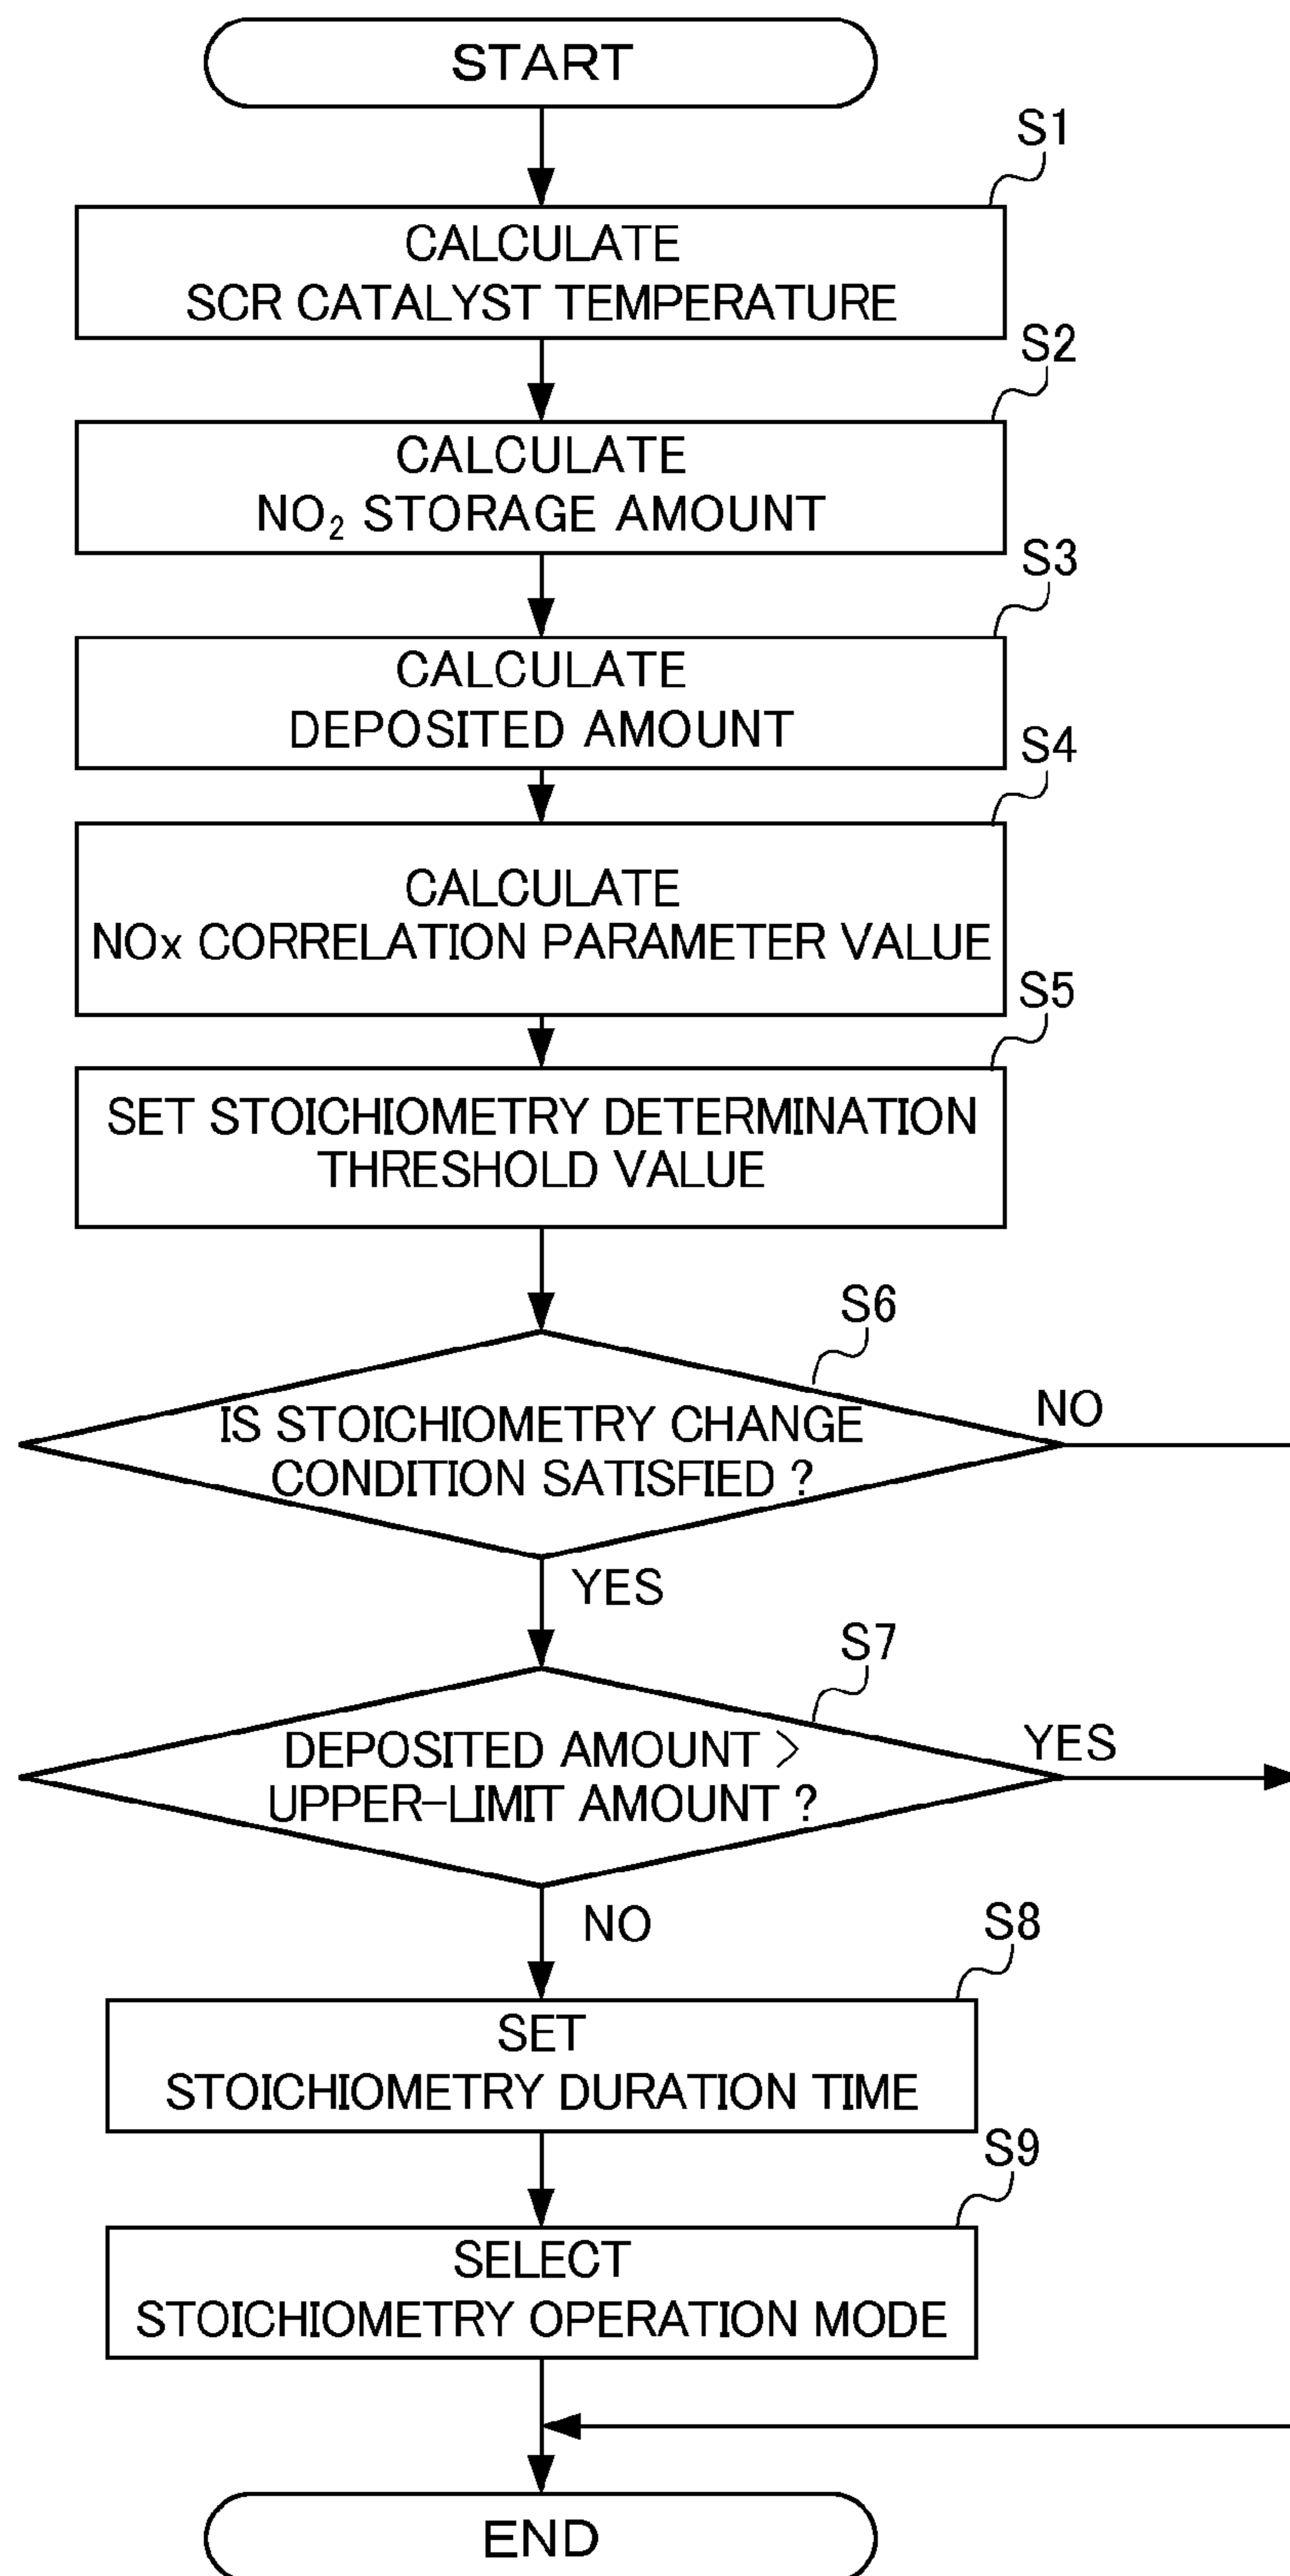 START
S1
CALCULATE
SCR CATALYST TEMPERATURE
S2
CALCULATE
NO₂ STORAGE AMOUNT
S3
CALCULATE
DEPOSITED AMOUNT
S4
CALCULATE
NOx CORRELATION PARAMETER VALUE
S5
SET STOICHIOMETRY DETERMINATION
THRESHOLD VALUE
S6
IS STOICHIOMETRY CHANGE
CONDITION SATISFIED ?
NO
YES
S7
DEPOSITED AMOUNT >
UPPER-LIMIT AMOUNT ?
YES
NO
S8
SET
STOICHIOMETRY DURATION TIME
S9
SELECT
STOICHIOMETRY OPERATION MODE
END